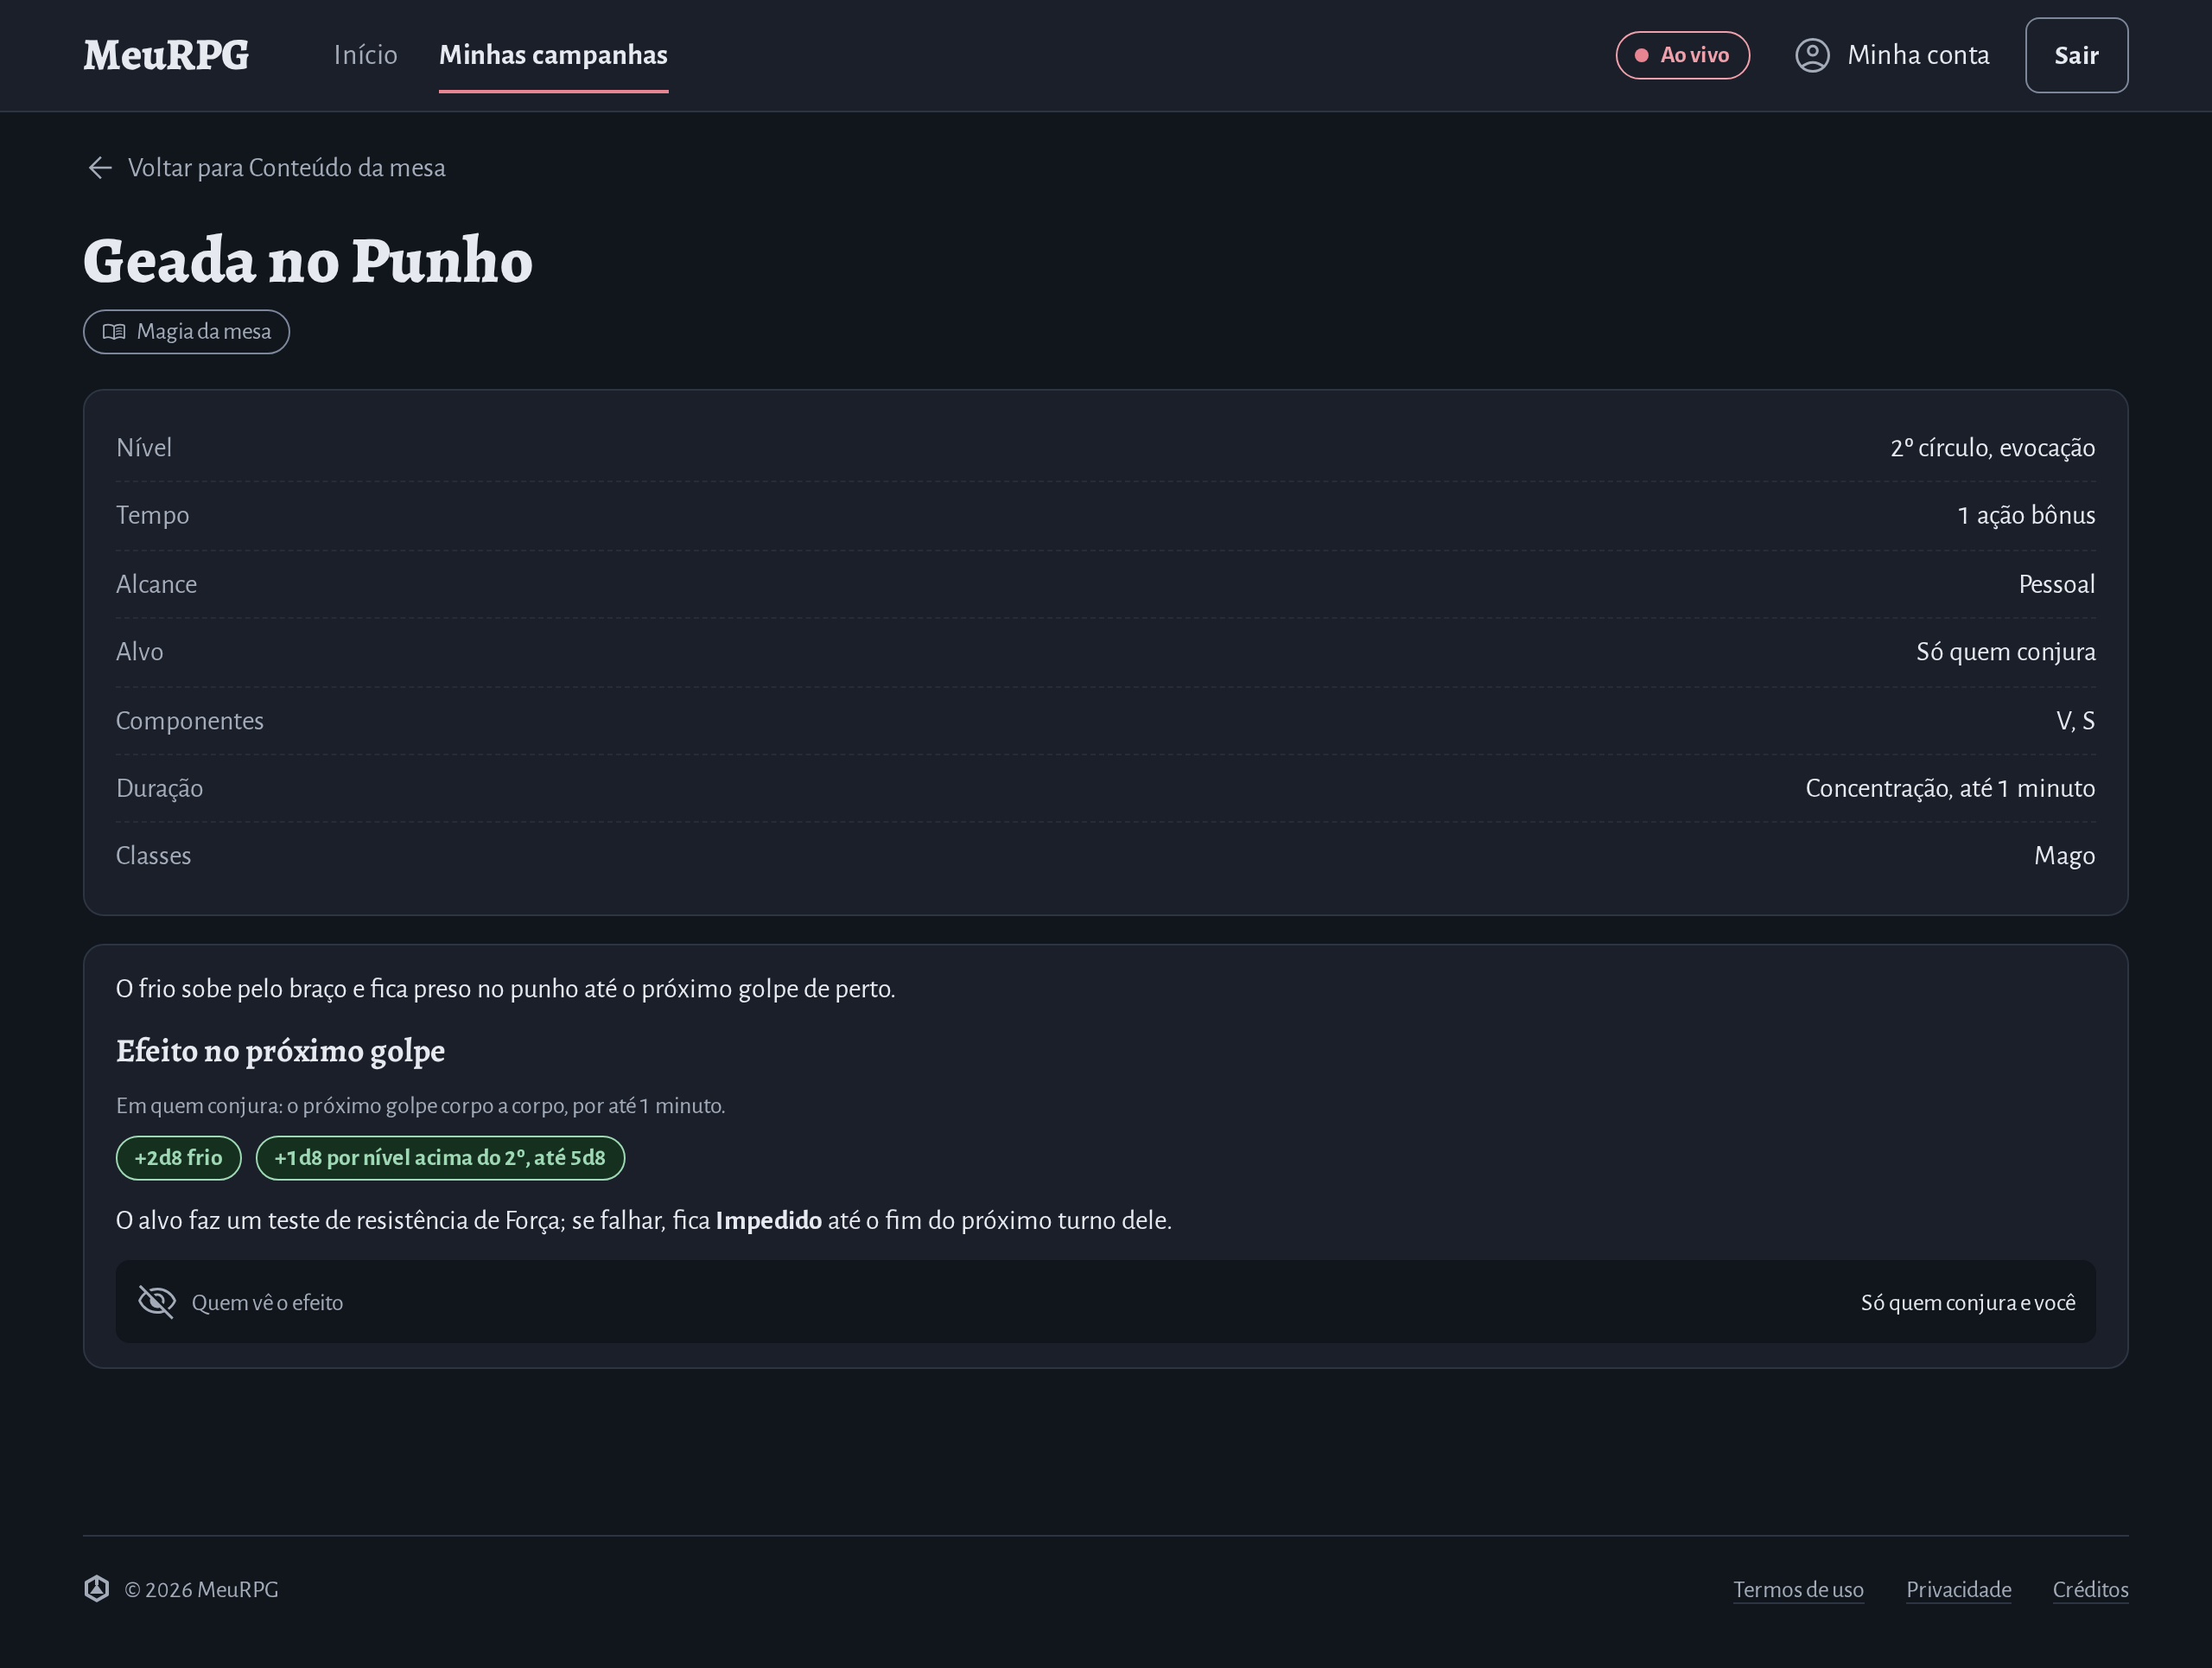 MeuRPG
Início
Minhas campanhas
Ao vivo
Minha conta
Sair
Voltar para Conteúdo da mesa
Geada no Punho
Magia da mesa
Nível 2º círculo, evocação
Tempo 1 ação bônus
Alcance Pessoal
Alvo Só quem conjura
Componentes V, S
Duração Concentração, até 1 minuto
Classes Mago
O frio sobe pelo braço e fica preso no punho até o próximo golpe de perto.
Efeito no próximo golpe
Em quem conjura: o próximo golpe corpo a corpo, por até 1 minuto.
+2d8 frio
+1d8 por nível acima do 2º, até 5d8
O alvo faz um teste de resistência de Força; se falhar, fica Impedido até o fim do próximo turno dele.
Quem vê o efeito Só quem conjura e você
© 2026 MeuRPG
Termos de uso
Privacidade
Créditos